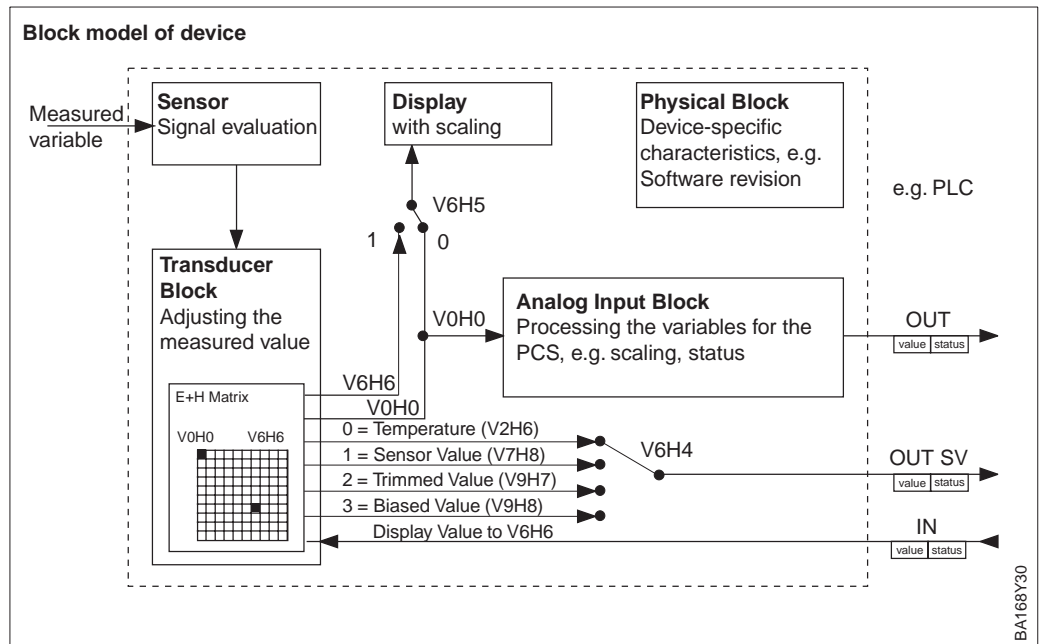 Block model of device
Measured
variable
Sensor
Signal evaluation
Display
with scaling
Physical Block
Device-specific
characteristics, e.g.
Software revision
e.g. PLC
V6H5
1
0
Transducer
Block
Adjusting the
measured value
Analog Input Block
Processing the variables for the
PCS, e.g. scaling, status
V0H0
OUT
value status
V6H6
V0H0
E+H Matrix
V0H0 V6H6
0 = Temperature (V2H6)
1 = Sensor Value (V7H8)
2 = Trimmed Value (V9H7)
3 = Biased Value (V9H8)
Display Value to V6H6
V6H4
OUT SV
value status
IN
value status
BA168Y30